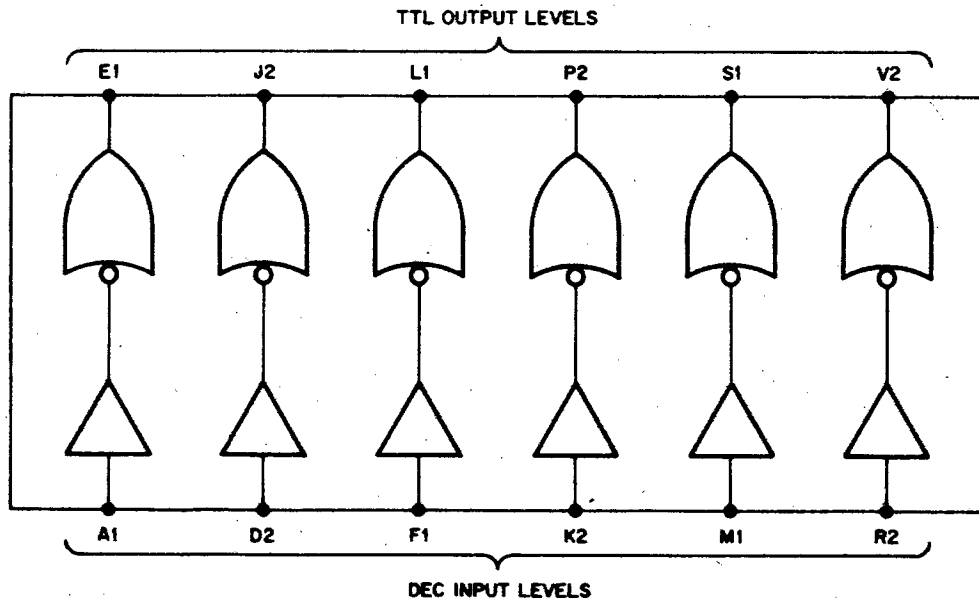 TTL OUTPUT LEVELS
E1 J2 L1 P2 S1 V2
A1 D2 F1 K2 M1 R2
DEC INPUT LEVELS